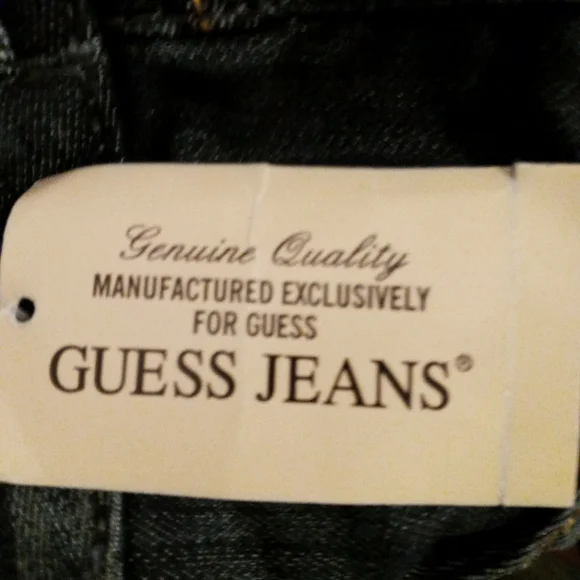 Genuine Quality
MANUFACTURED EXCLUSIVELY
FOR GUESS
GUESS JEANS®